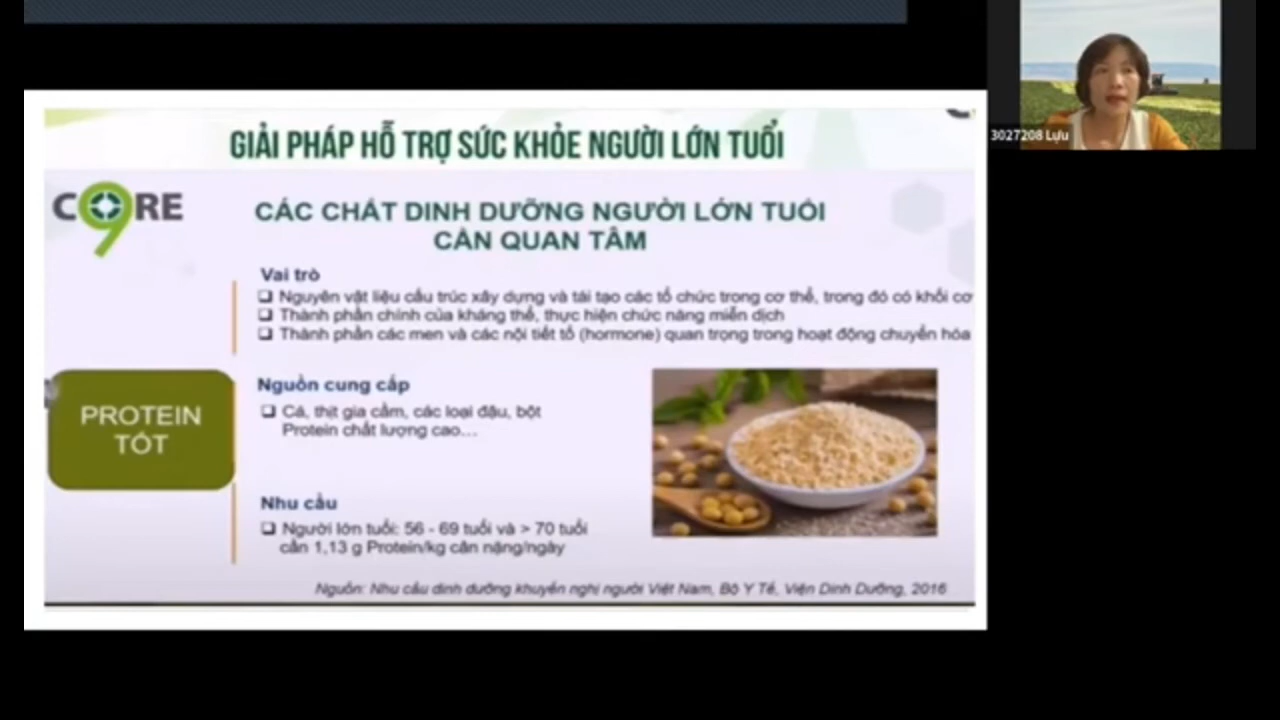 3027208 Lựu
GIẢI PHÁP HỖ TRỢ SỨC KHỎE NGƯỜI LỚN TUỔI
CORE 9
CÁC CHẤT DINH DƯỠNG NGƯỜI LỚN TUỔI
CẦN QUAN TÂM
Vai trò
Nguyên vật liệu cấu trúc xây dựng và tái tạo các tổ chức trong cơ thể, trong đó có khối cơ
Thành phần chính của kháng thể, thực hiện chức năng miễn dịch
Thành phần các men và các nội tiết tố (hormone) quan trọng trong hoạt động chuyển hóa
PROTEIN
TỐT
Nguồn cung cấp
Cá, thịt gia cầm, các loại đậu, bột
Protein chất lượng cao...
Nhu cầu
Người lớn tuổi: 56 - 69 tuổi và > 70 tuổi
cần 1,13 g Protein/kg cân nặng/ngày
Nguồn: Nhu cầu dinh dưỡng khuyến nghị người Việt Nam, Bộ Y Tế, Viện Dinh Dưỡng, 2016